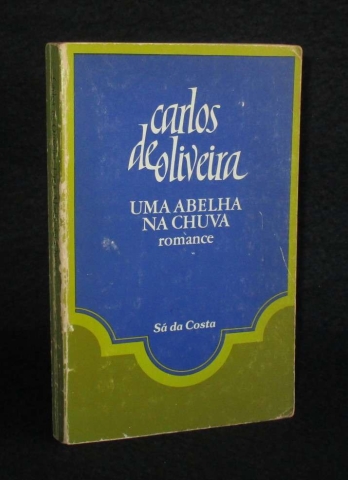 carlos
de oliveira
UMA ABELHA
NA CHUVA
romance
Sá da Costa